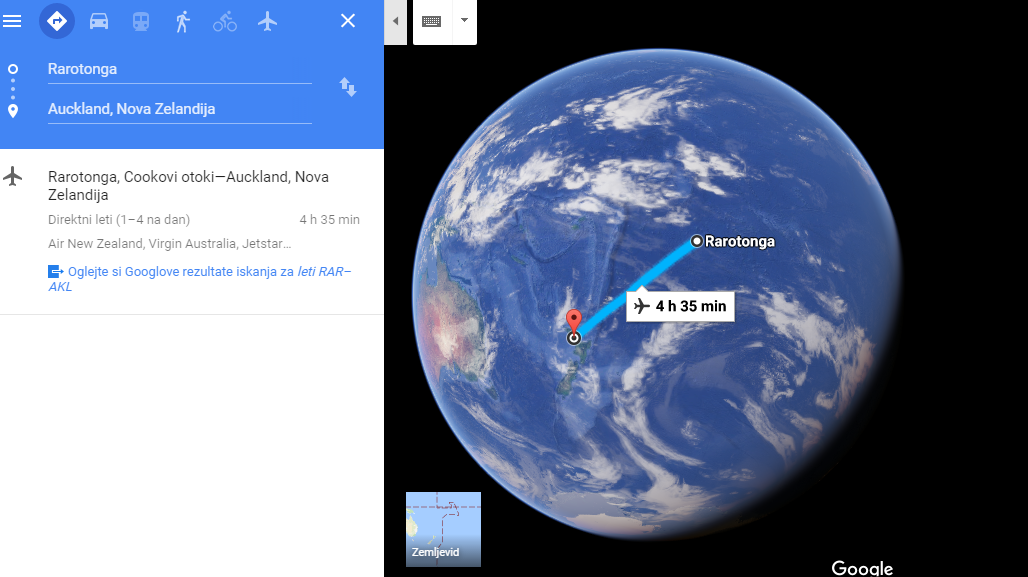 Rarotonga
Auckland, Nova Zelandija
Rarotonga, Cookovi otoki—Auckland, Nova
Zelandija
Direktni leti (1–4 na dan) 4 h 35 min
Air New Zealand, Virgin Australia, Jetstar...
Oglejte si Googlove rezultate iskanja za leti RAR–
AKL
Rarotonga
4 h 35 min
Zemljevid
Google